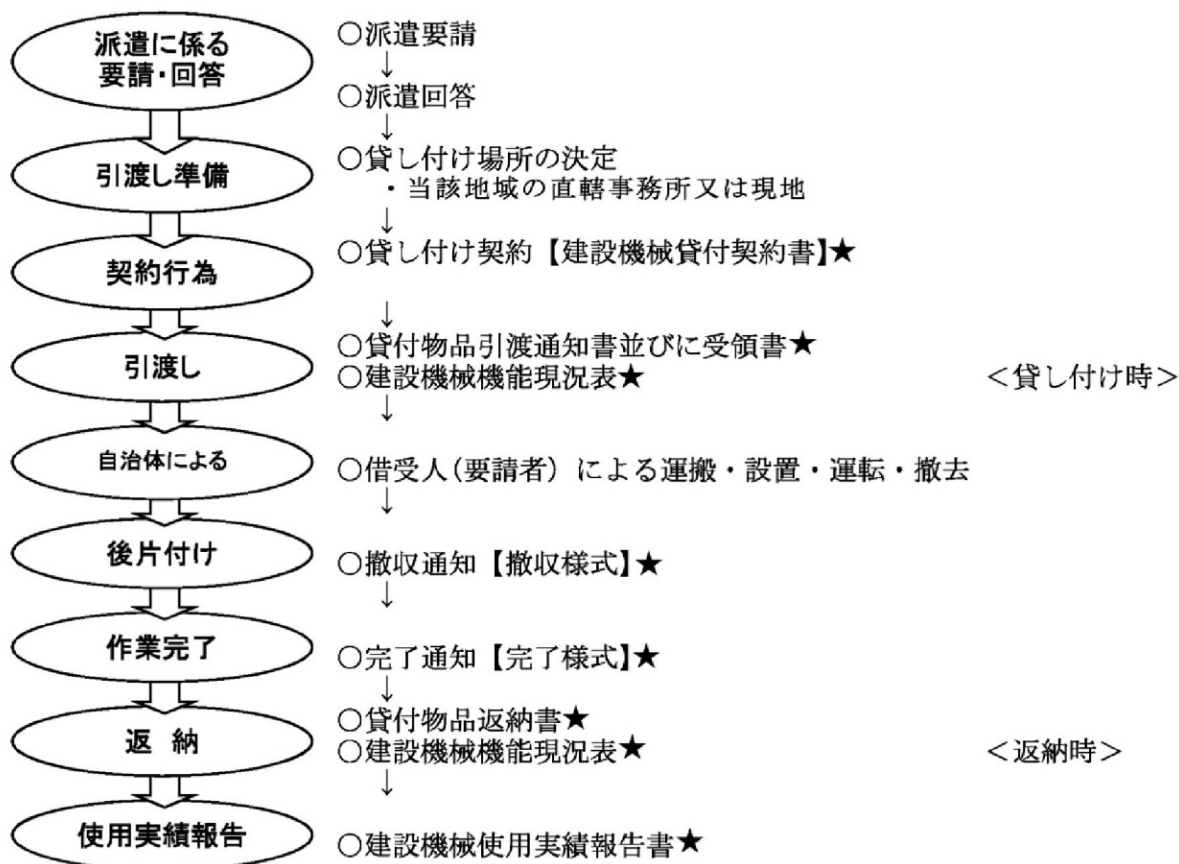 派遣に係る
要請・回答
○派遣要請
↓
○派遣回答
↓
引渡し準備
○貸し付け場所の決定
・当該地域の直轄事務所又は現地
↓
契約行為
○貸し付け契約【建設機械貸付契約書】★
↓
引渡し
○貸付物品引渡通知書並びに受領書★
○建設機械機能現況表★ <貸し付け時>
↓
自治体による
○借受人(要請者)による運搬・設置・運転・撤去
↓
後片付け
○撤収通知【撤収様式】★
↓
作業完了
○完了通知【完了様式】★
↓
返 納
○貸付物品返納書★
○建設機械機能現況表★ <返納時>
↓
使用実績報告
○建設機械使用実績報告書★